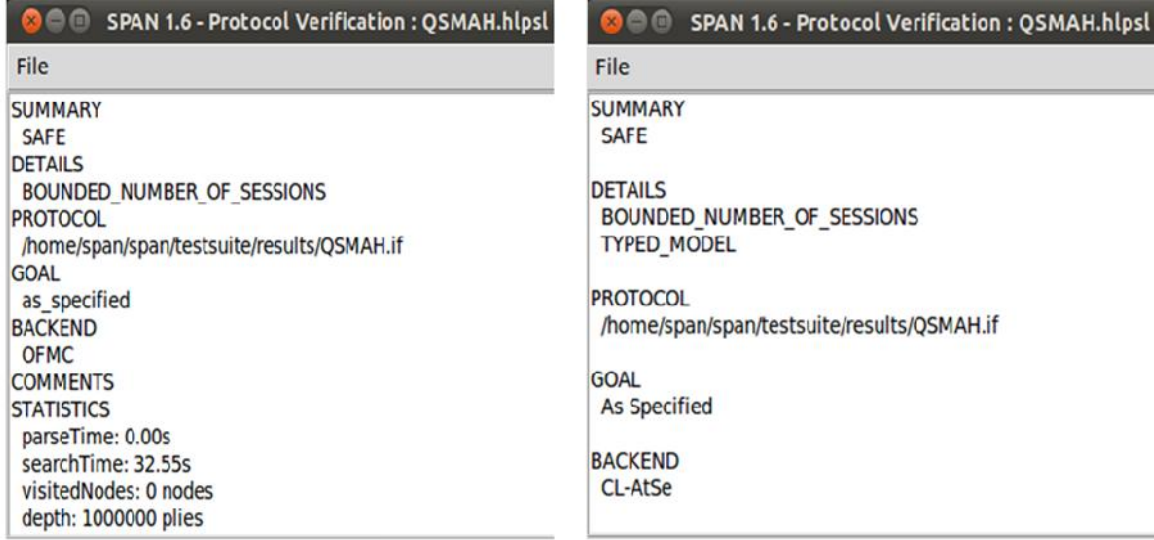 SPAN 1.6 - Protocol Verification : QSMAH.hlpsl
File
SUMMARY
SAFE
DETAILS
BOUNDED_NUMBER_OF_SESSIONS
PROTOCOL
/home/span/span/testsuite/results/QSMAH.if
GOAL
as_specified
BACKEND
OFMC
COMMENTS
STATISTICS
parseTime: 0.00s
searchTime: 32.55s
visitedNodes: 0 nodes
depth: 1000000 plies
SPAN 1.6 - Protocol Verification : QSMAH.hlpsl
File
SUMMARY
SAFE
DETAILS
BOUNDED_NUMBER_OF_SESSIONS
TYPED_MODEL
PROTOCOL
/home/span/span/testsuite/results/QSMAH.if
GOAL
As Specified
BACKEND
CL-AtSe